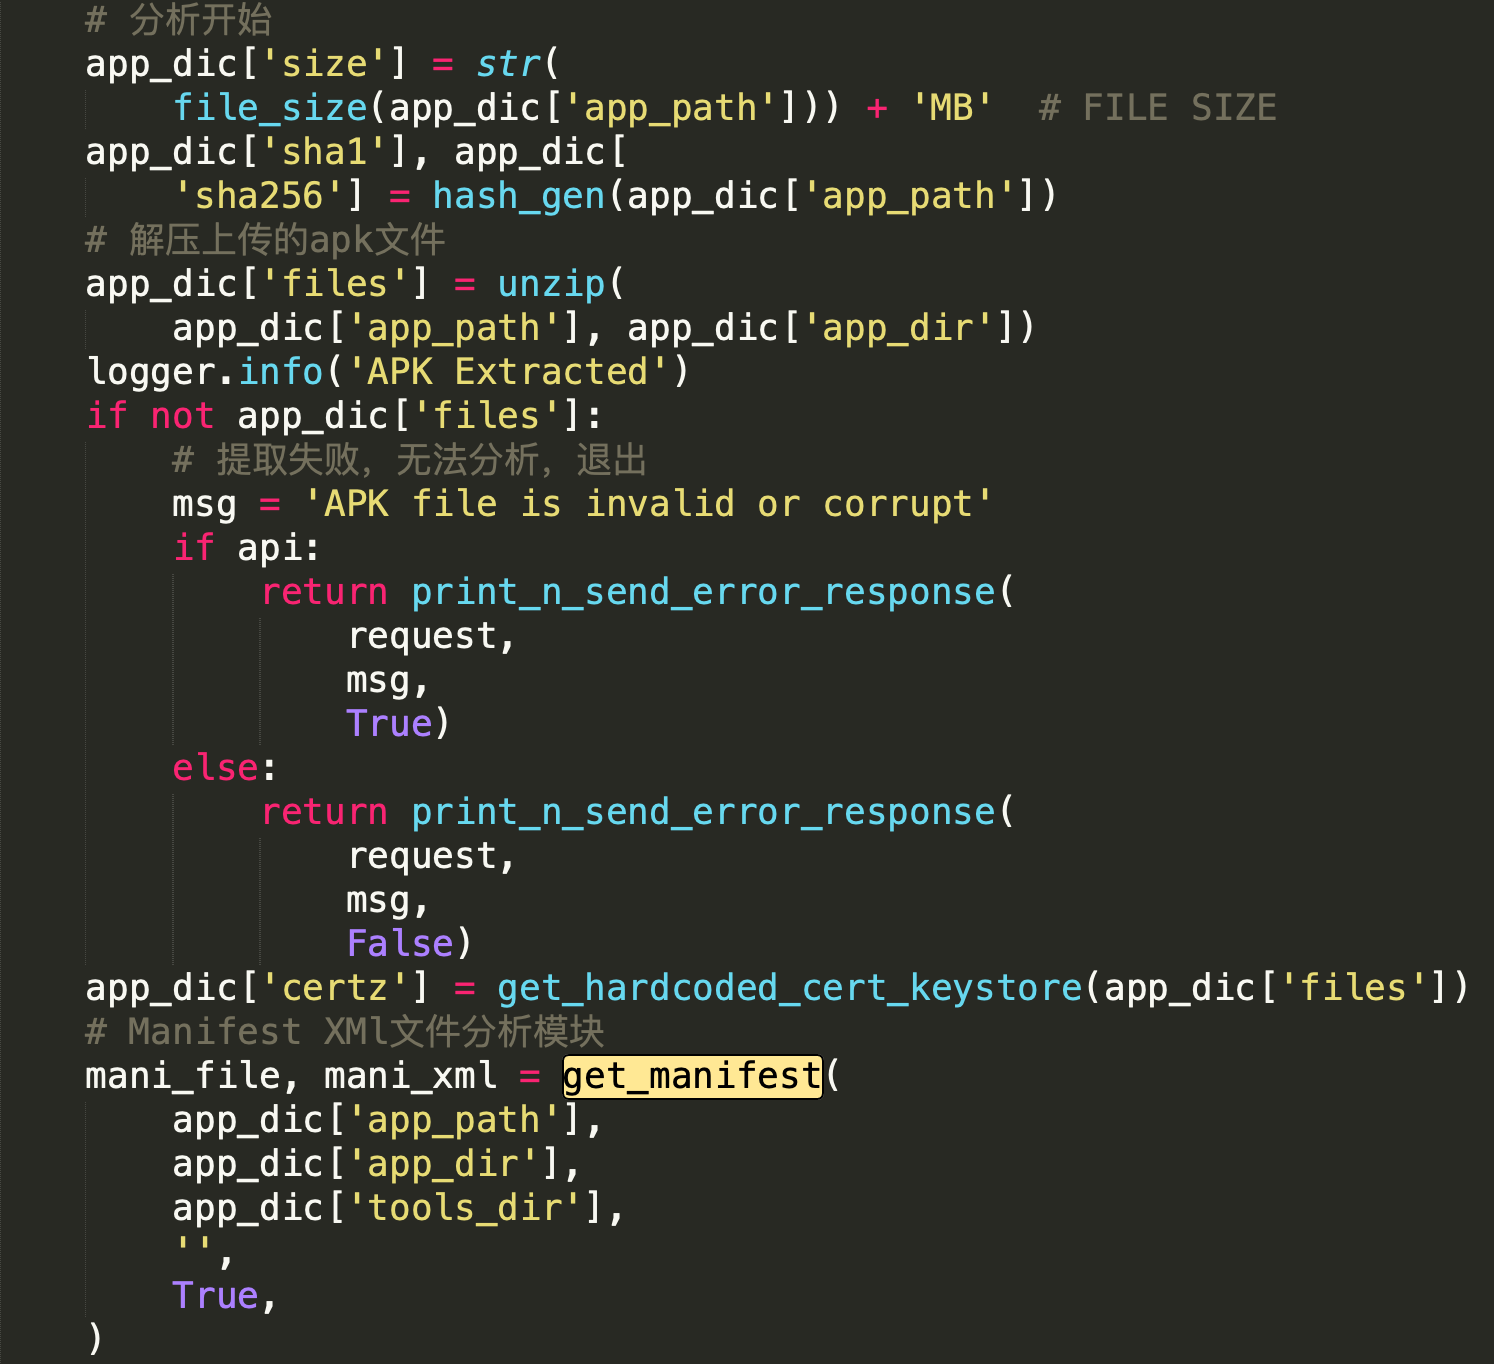 # 分析开始
app_dic['size'] = str(
    file_size(app_dic['app_path'])) + 'MB'  # FILE SIZE
app_dic['sha1'], app_dic[
    'sha256'] = hash_gen(app_dic['app_path'])
# 解压上传的apk文件
app_dic['files'] = unzip(
    app_dic['app_path'], app_dic['app_dir'])
logger.info('APK Extracted')
if not app_dic['files']:
    # 提取失败，无法分析，退出
    msg = 'APK file is invalid or corrupt'
    if api:
        return print_n_send_error_response(
            request,
            msg,
            True)
    else:
        return print_n_send_error_response(
            request,
            msg,
            False)
app_dic['certz'] = get_hardcoded_cert_keystore(app_dic['files'])
# Manifest XMl文件分析模块
mani_file, mani_xml = get_manifest(
    app_dic['app_path'],
    app_dic['app_dir'],
    app_dic['tools_dir'],
    '',
    True,
)